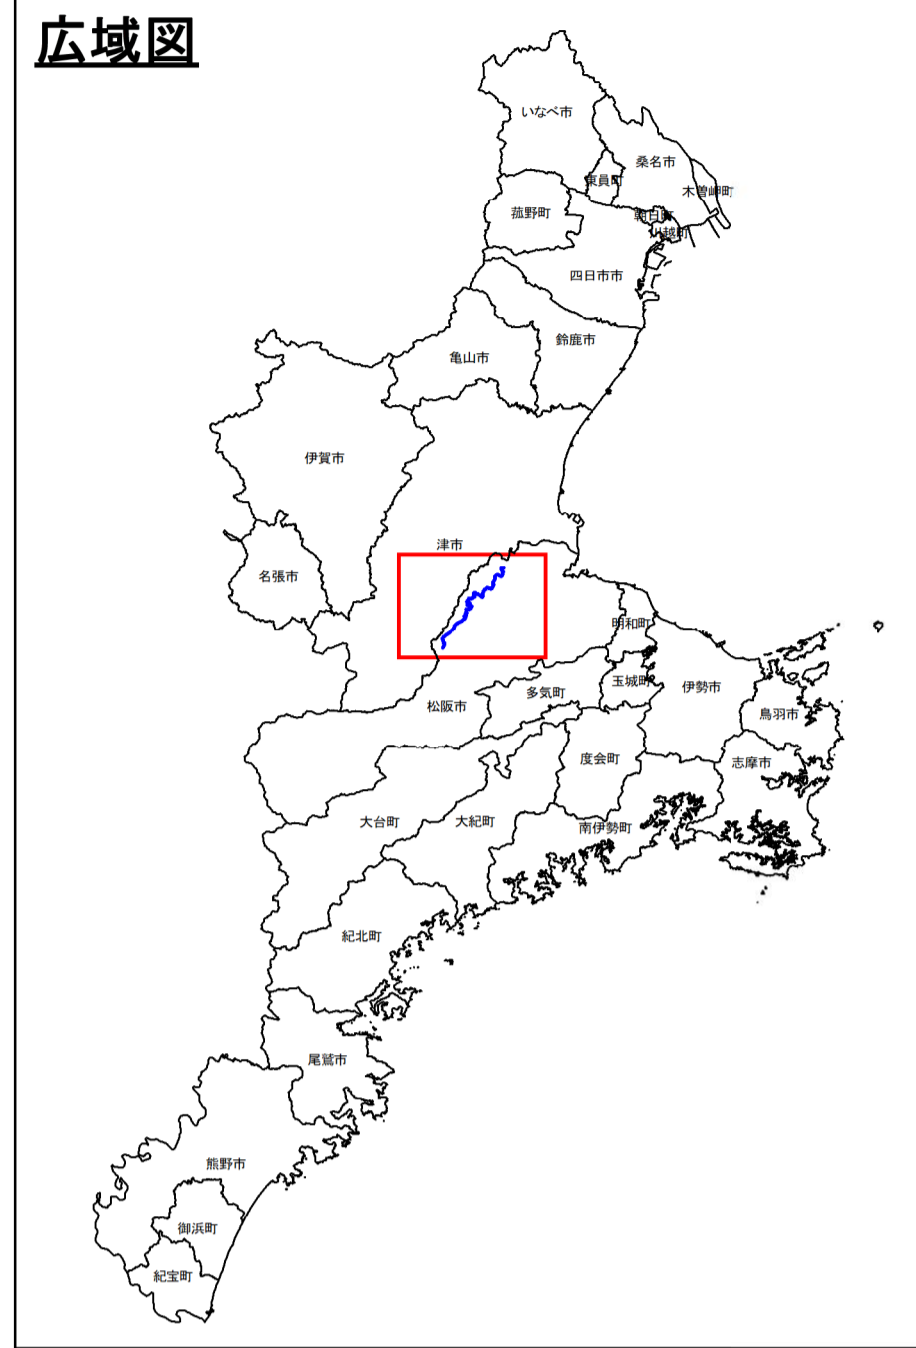 広域図
いなべ市
桑名市
東員町
木曽岬町
菰野町
朝日町
川越町
四日市市
鈴鹿市
亀山市
伊賀市
津市
名張市
明和町
玉城町
伊勢市
多気町
松阪市
鳥羽市
度会町
志摩市
大台町
大紀町
南伊勢町
紀北町
尾鷲市
熊野市
御浜町
紀宝町